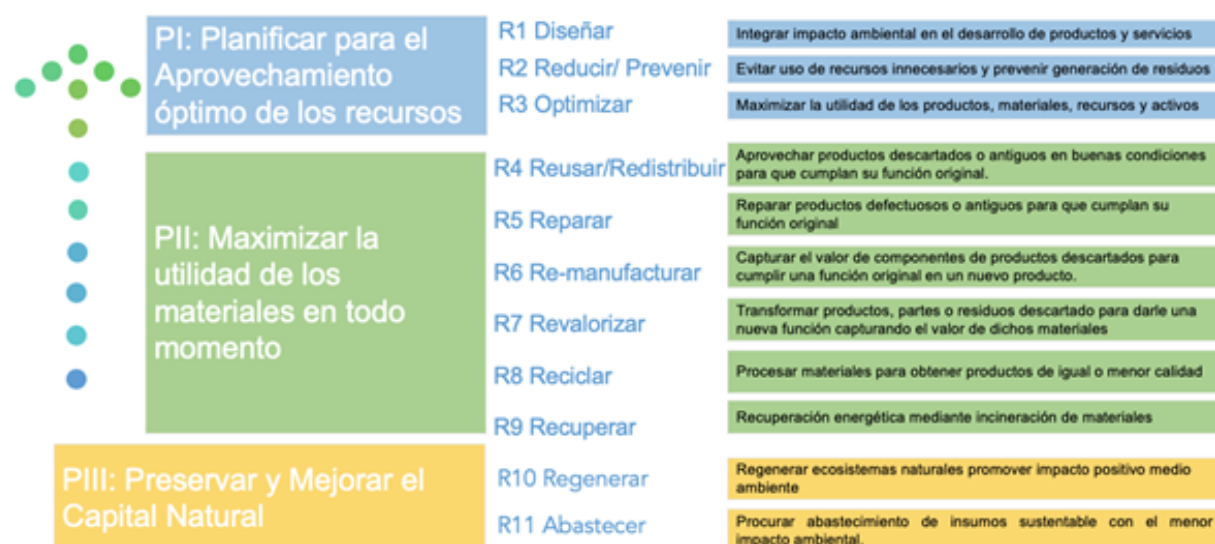 PI: Planificar para el
Aprovechamiento
óptimo de los recursos
R1 Diseñar
Integrar impacto ambiental en el desarrollo de productos y servicios
R2 Reducir/ Prevenir
Evitar uso de recursos innecesarios y prevenir generación de residuos
R3 Optimizar
Maximizar la utilidad de los productos, materiales, recursos y activos
PII: Maximizar la
utilidad de los
materiales en todo
momento
R4 Reusar/Redistribuir
Aprovechar productos descartados o antiguos en buenas condiciones
para que cumplan su función original.
R5 Reparar
Reparar productos defectuosos o antiguos para que cumplan su
función original
R6 Re-manufacturar
Capturar el valor de componentes de productos descartados para
cumplir una función original en un nuevo producto.
R7 Revalorizar
Transformar productos, partes o residuos descartado para darle una
nueva función capturando el valor de dichos materiales
R8 Reciclar
Procesar materiales para obtener productos de igual o menor calidad
R9 Recuperar
Recuperación energética mediante incineración de materiales
PIII: Preservar y Mejorar el
Capital Natural
R10 Regenerar
Regenerar ecosistemas naturales promover impacto positivo medio
ambiente
R11 Abastecer
Procurar abastecimiento de insumos sustentable con el menor
impacto ambiental.